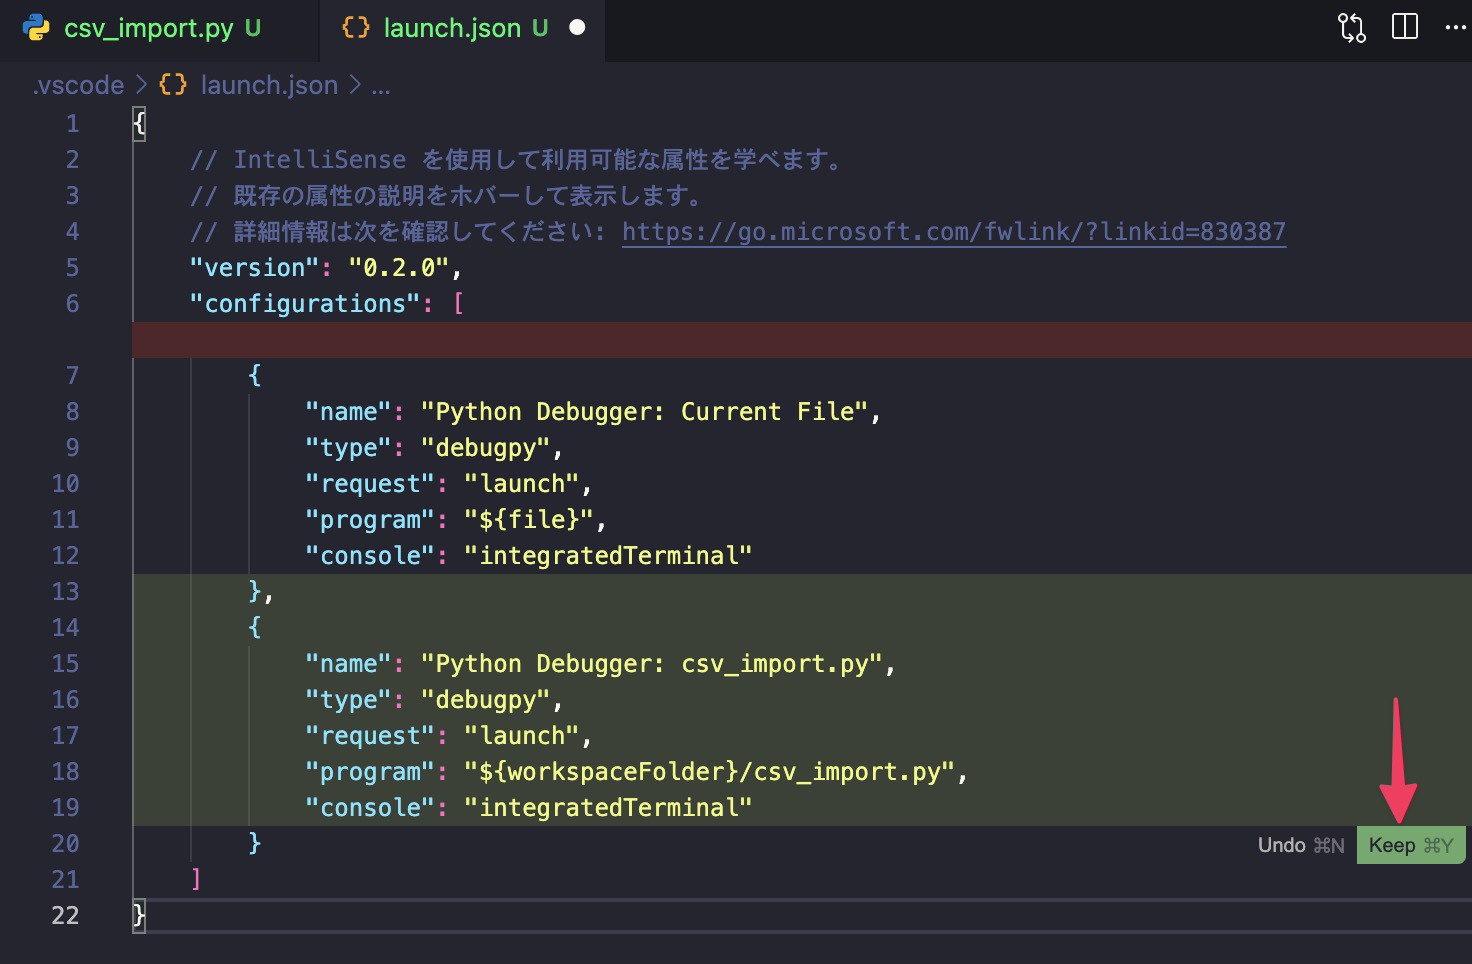 csv_import.py U
launch.json U
.vscode > {} launch.json > ...
1 {
2 // IntelliSense を使用して利用可能な属性を学べます。
3 // 既存の属性の説明をホバーして表示します。
4 // 詳細情報は次を確認してください: https://go.microsoft.com/fwlink/?linkid=830387
5 "version": "0.2.0",
6 "configurations": [
7 {
8 "name": "Python Debugger: Current File",
9 "type": "debugpy",
10 "request": "launch",
11 "program": "${file}",
12 "console": "integratedTerminal"
13 },
14 {
15 "name": "Python Debugger: csv_import.py",
16 "type": "debugpy",
17 "request": "launch",
18 "program": "${workspaceFolder}/csv_import.py",
19 "console": "integratedTerminal"
20 }
Undo ⌘N Keep ⌘Y
21 ]
22 }